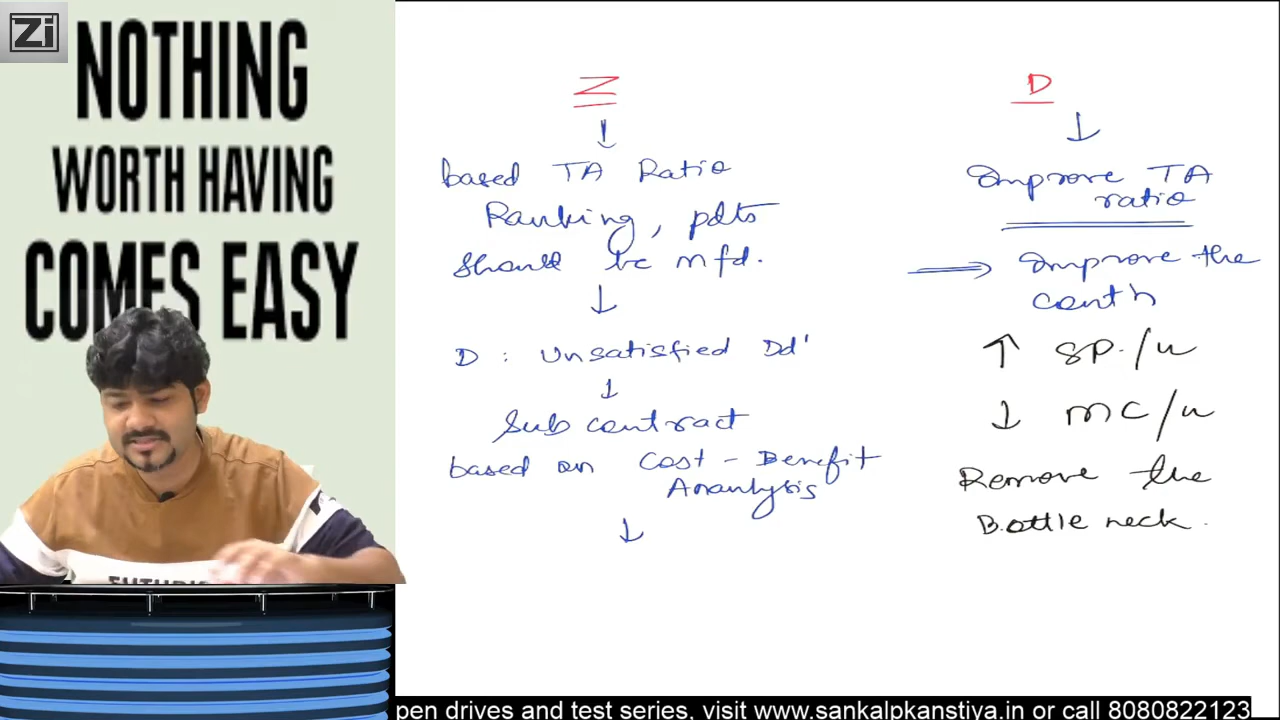 Zi
NOTHING
WORTH HAVING
COMES EASY
Z
↓
based TA Ratio
Ranking, pdts
should be mfd.
↓
D : Unsatisfied Dd'
↓
Sub contract
based on Cost - Benefit
Ananlysis
↓
D
↓
Improve TA
ratio
⇒ Improve the
contn
↑ SP./u
↓ mc/u
Remove the
Bottle neck.
pen drives and test series, visit www.sankalpkanstiya.in or call 8080822123